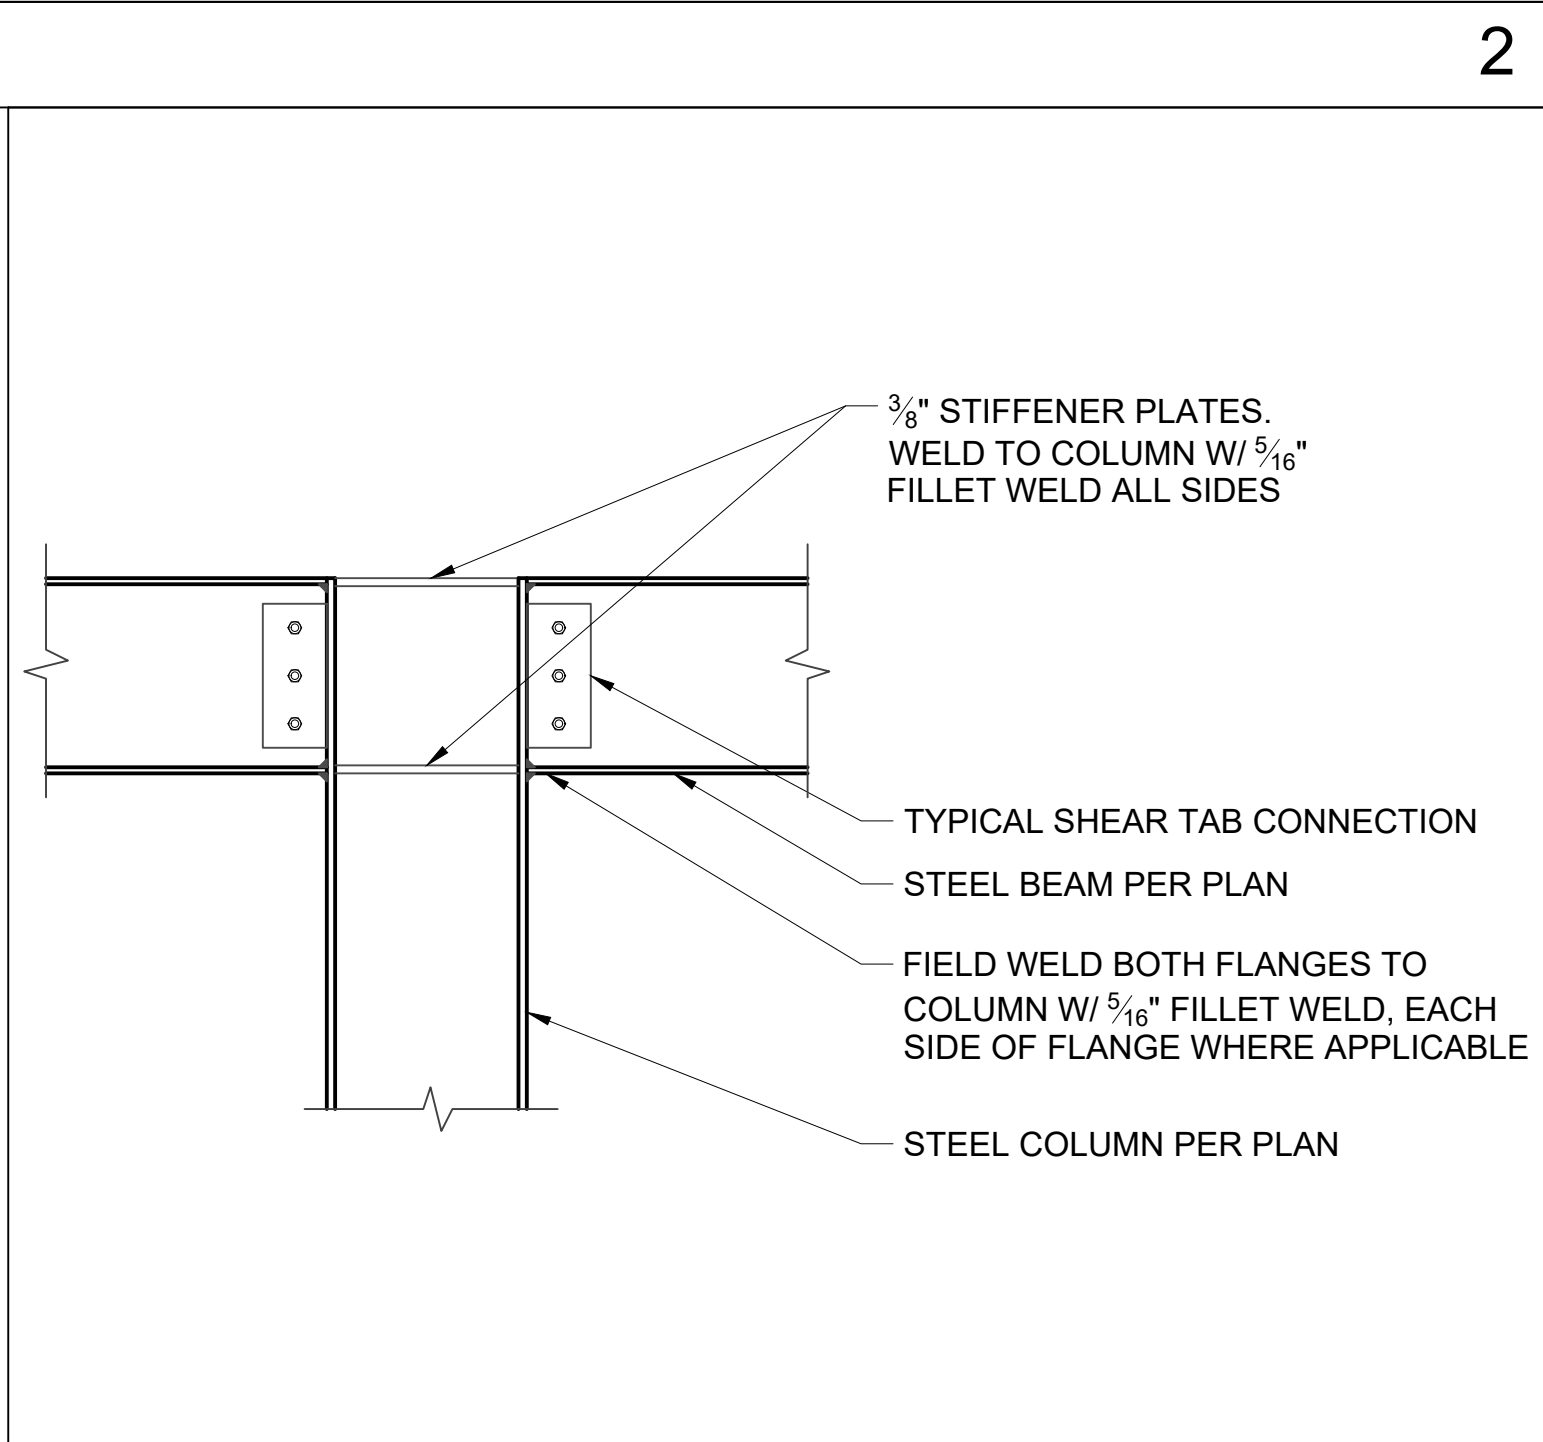 2
3/8" STIFFENER PLATES.
WELD TO COLUMN W/ 5/16"
FILLET WELD ALL SIDES
TYPICAL SHEAR TAB CONNECTION
STEEL BEAM PER PLAN
FIELD WELD BOTH FLANGES TO
COLUMN W/ 5/16" FILLET WELD, EACH
SIDE OF FLANGE WHERE APPLICABLE
STEEL COLUMN PER PLAN